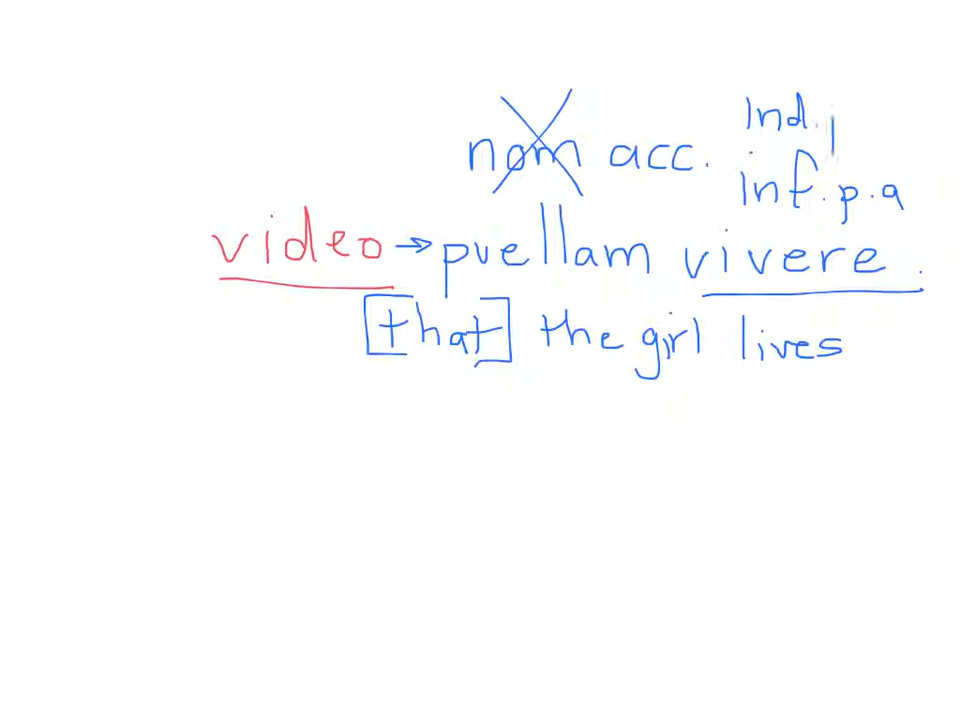 nom acc. Ind.
inf. p. a
video → puellam vivere.
[that] the girl lives